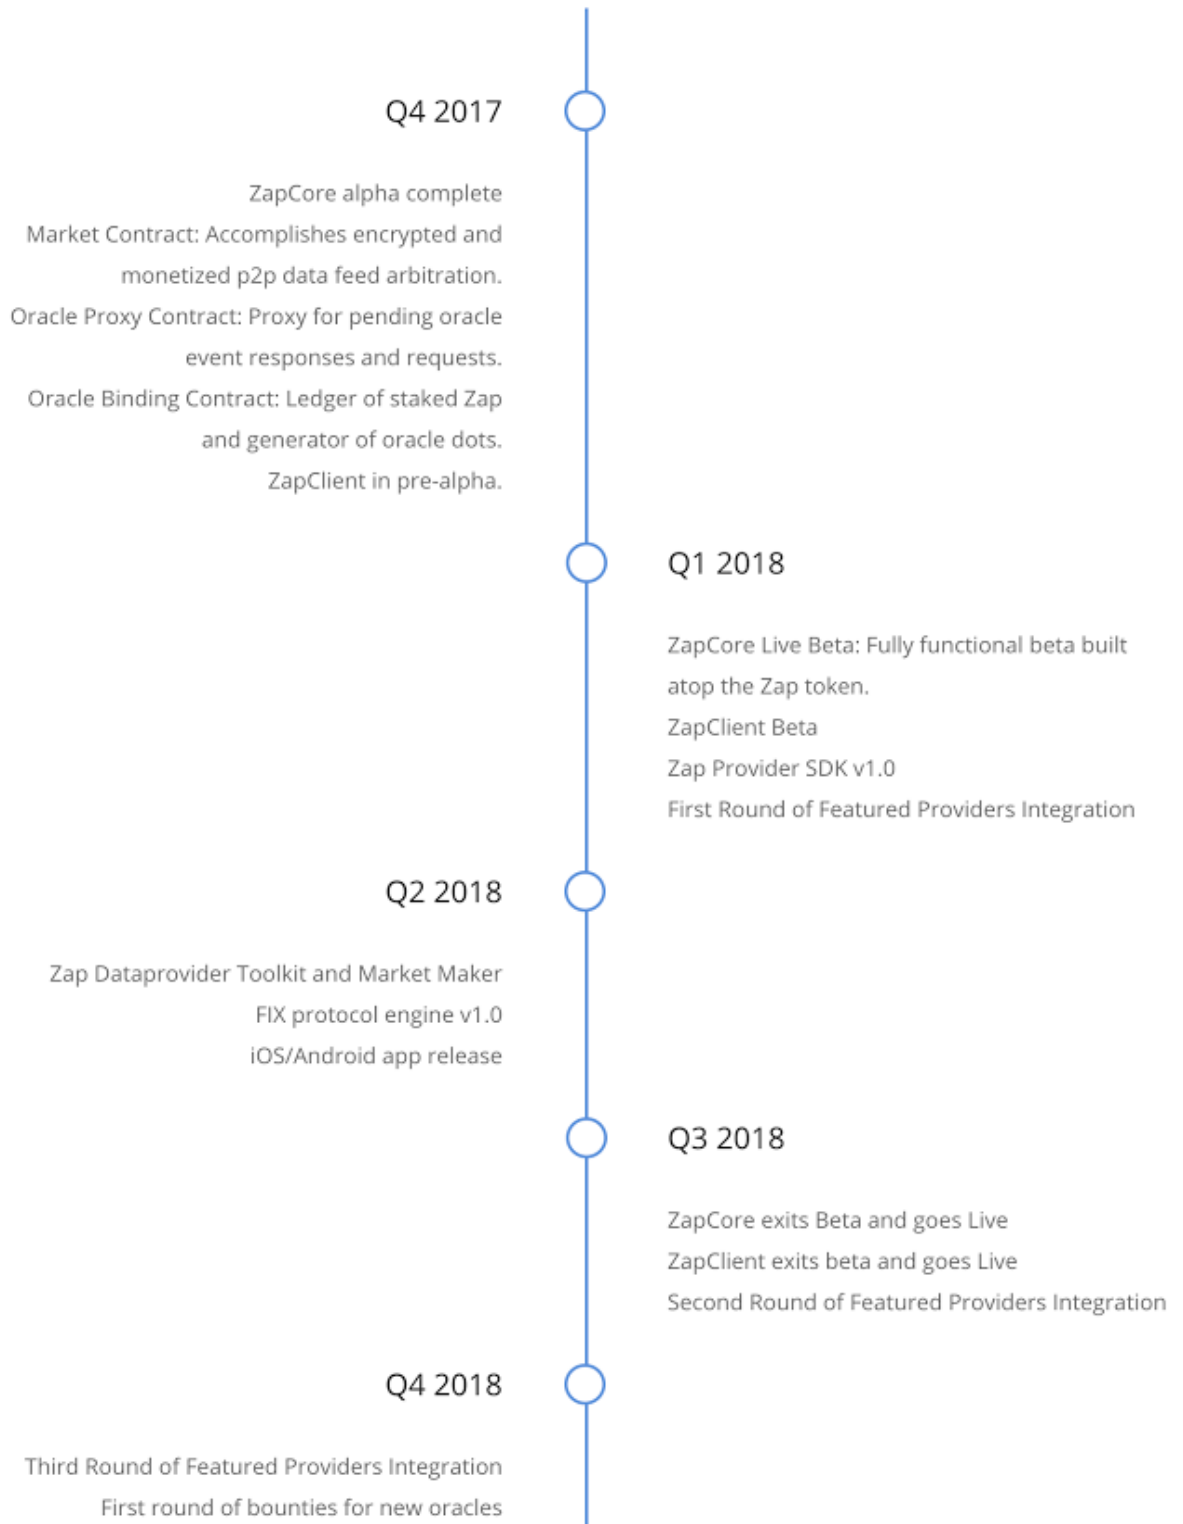 Q4 2017
ZapCore alpha complete
Market Contract: Accomplishes encrypted and
monetized p2p data feed arbitration.
Oracle Proxy Contract: Proxy for pending oracle
event responses and requests.
Oracle Binding Contract: Ledger of staked Zap
and generator of oracle dots.
ZapClient in pre-alpha.
Q1 2018
ZapCore Live Beta: Fully functional beta built
atop the Zap token.
ZapClient Beta
Zap Provider SDK v1.0
First Round of Featured Providers Integration
Q2 2018
Zap Dataprovider Toolkit and Market Maker
FIX protocol engine v1.0
iOS/Android app release
Q3 2018
ZapCore exits Beta and goes Live
ZapClient exits beta and goes Live
Second Round of Featured Providers Integration
Q4 2018
Third Round of Featured Providers Integration
First round of bounties for new oracles